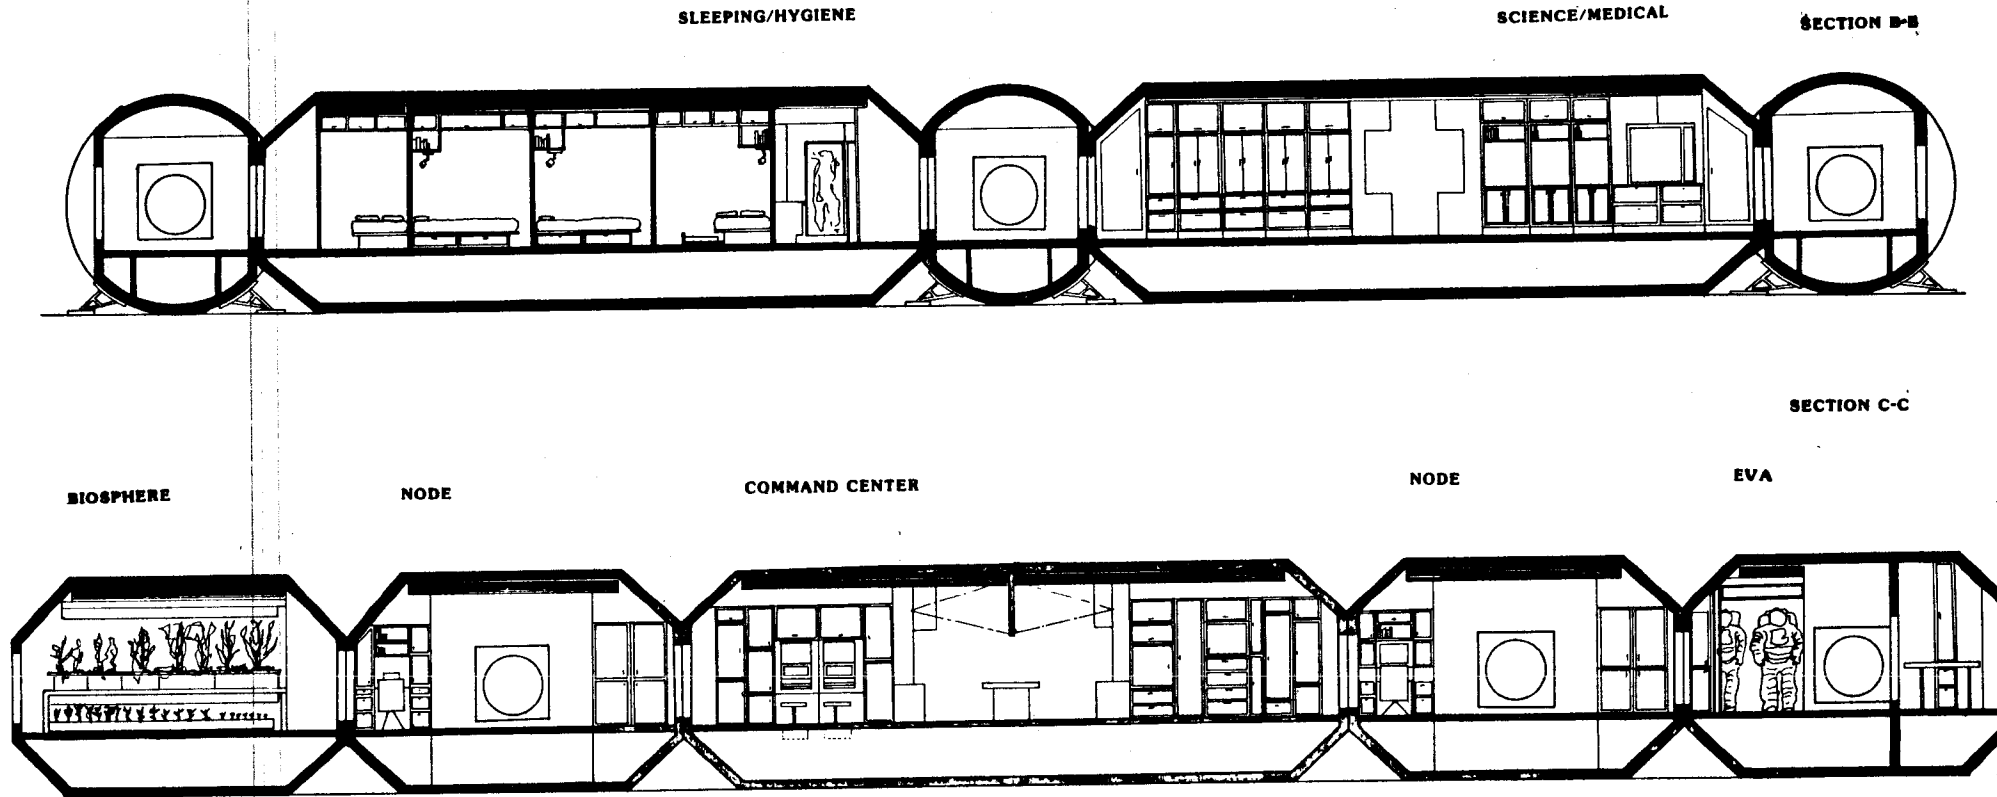 SLEEPING/HYGIENE
SCIENCE/MEDICAL
SECTION B-B
SECTION C-C
BIOSPHERE
NODE
COMMAND CENTER
NODE
EVA